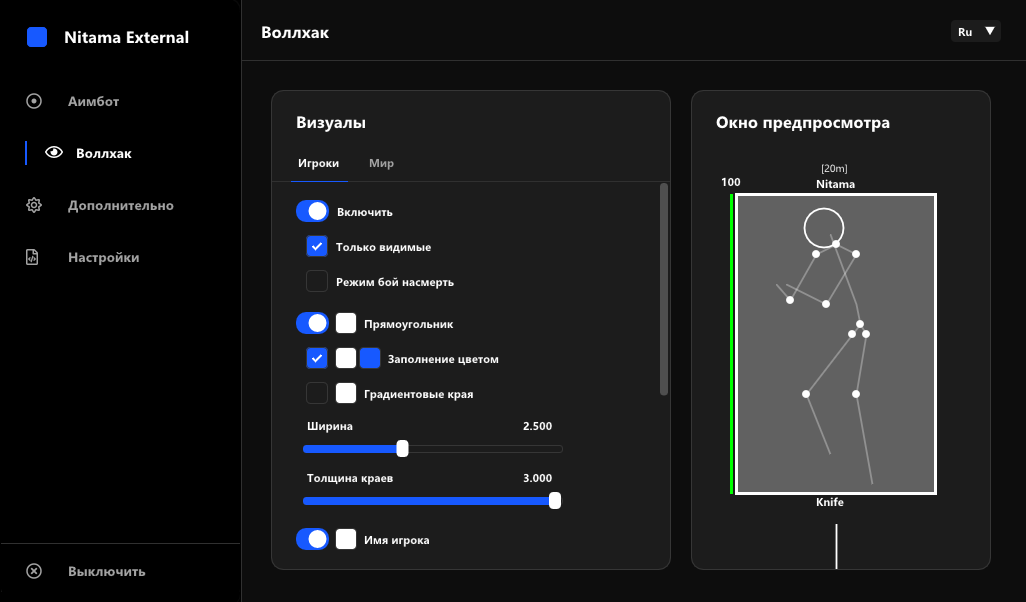 Nitama External
Аимбот
Воллхак
Дополнительно
Настройки
Выключить
Воллхак
Ru
Визуалы
Игроки
Мир
Включить
Только видимые
Режим бой насмерть
Прямоугольник
Заполнение цветом
Градиентовые края
Ширина 2.500
Толщина краев 3.000
Имя игрока
Окно предпросмотра
[20m]
100
Nitama
Knife